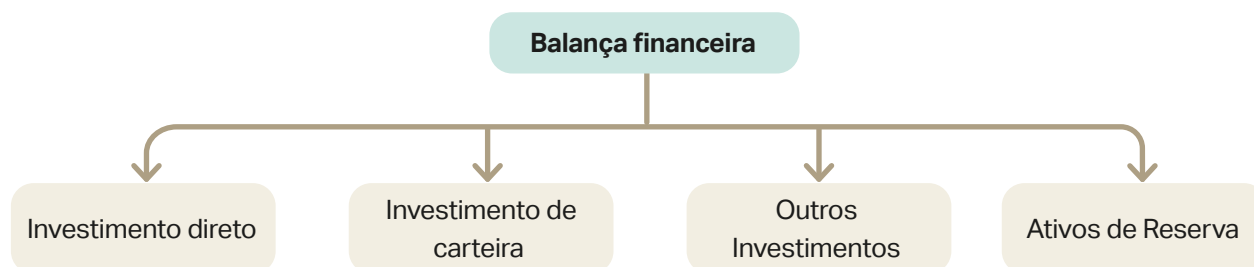 Balança financeira
Investimento direto
Investimento de
carteira
Outros
Investimentos
Ativos de Reserva